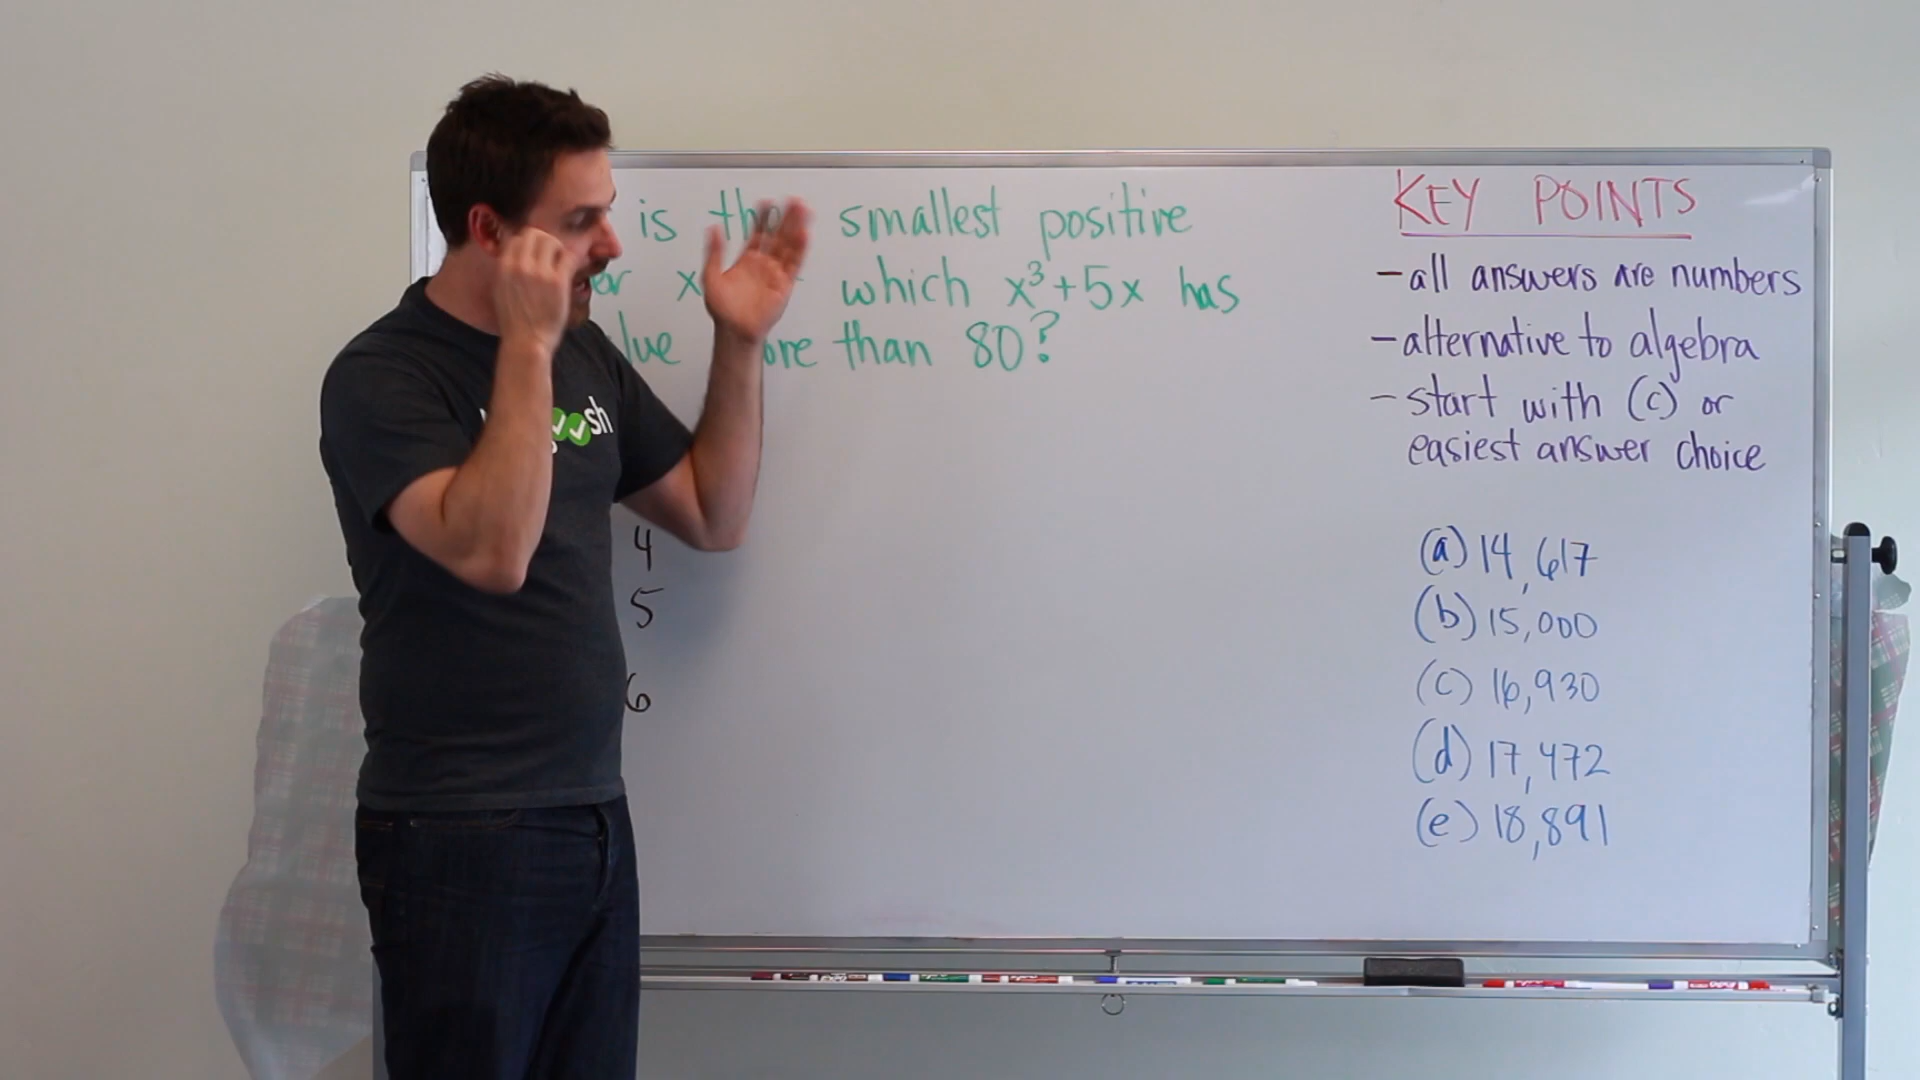 is the smallest positive
x which x³+5x has
than 80?
4
5
6
KEY POINTS
- all answers are numbers
- alternative to algebra
- start with (c) or
easiest answer choice
(a) 14,617
(b) 15,000
(c) 16,930
(d) 17,472
(e) 18,891